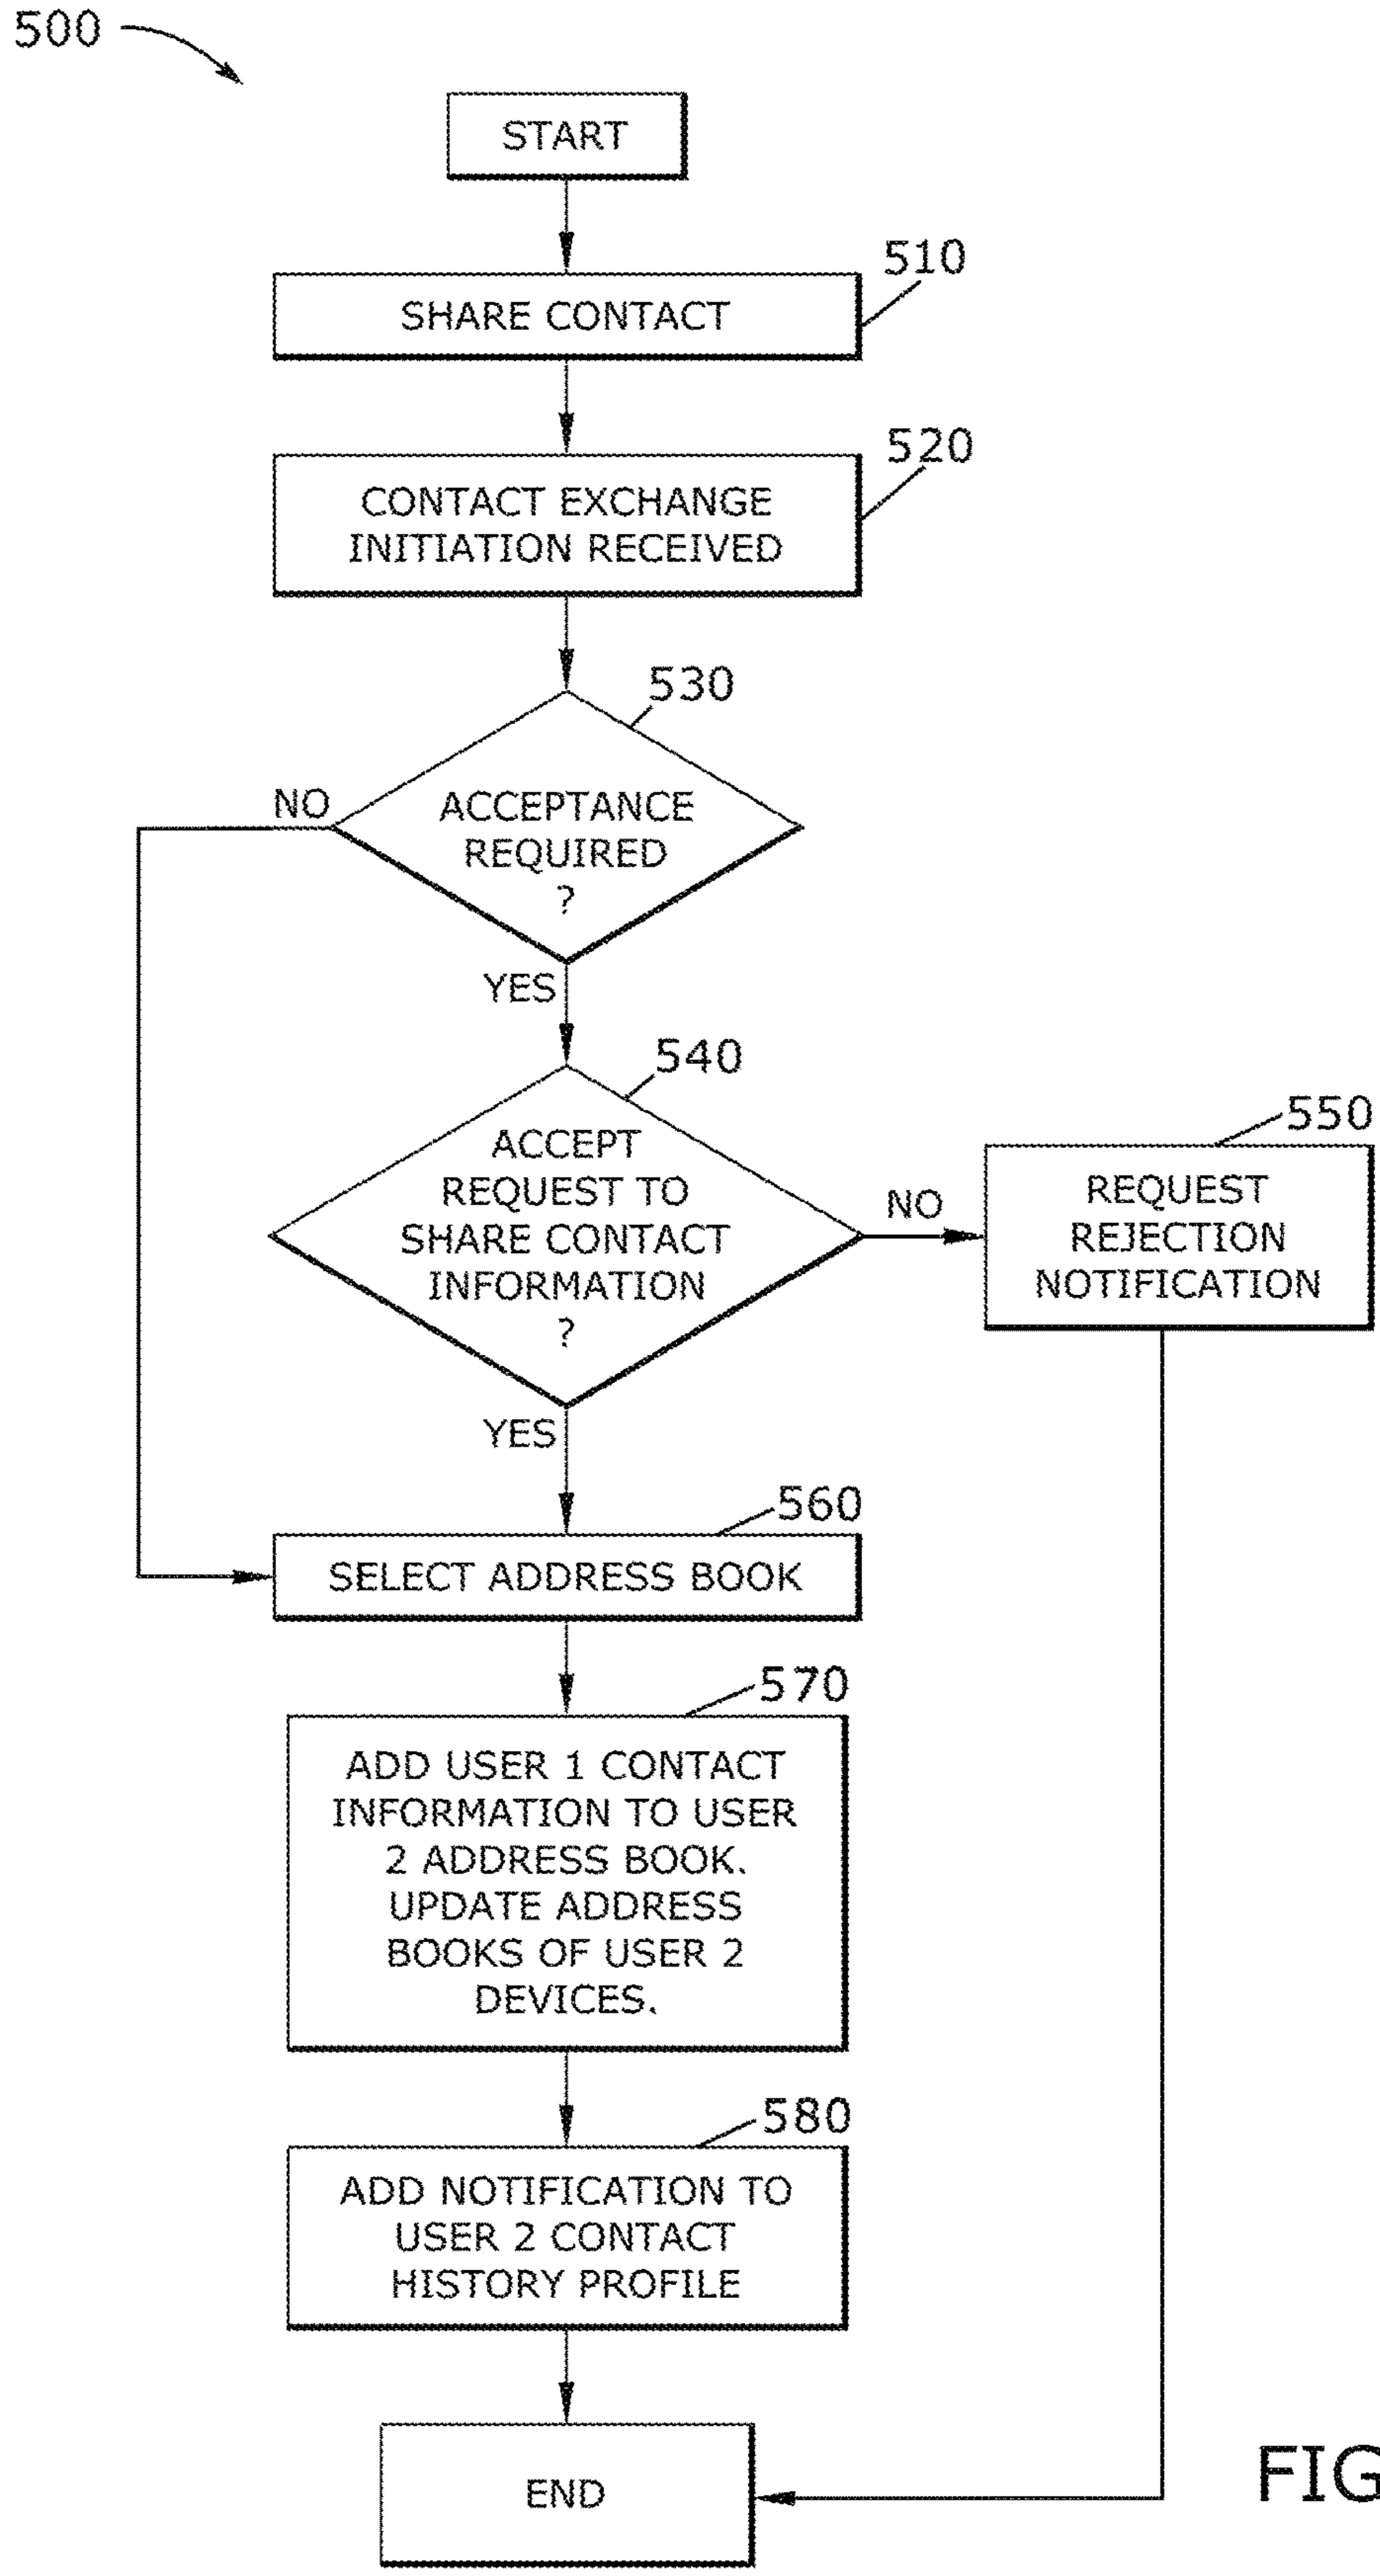 500
START
510
SHARE CONTACT
520
CONTACT EXCHANGE
INITIATION RECEIVED
530
NO
ACCEPTANCE
REQUIRED
?
YES
540
ACCEPT
REQUEST TO
SHARE CONTACT
INFORMATION
?
NO
550
REQUEST
REJECTION
NOTIFICATION
YES
560
SELECT ADDRESS BOOK
570
ADD USER 1 CONTACT
INFORMATION TO USER
2 ADDRESS BOOK.
UPDATE ADDRESS
BOOKS OF USER 2
DEVICES.
580
ADD NOTIFICATION TO
USER 2 CONTACT
HISTORY PROFILE
END
FIG